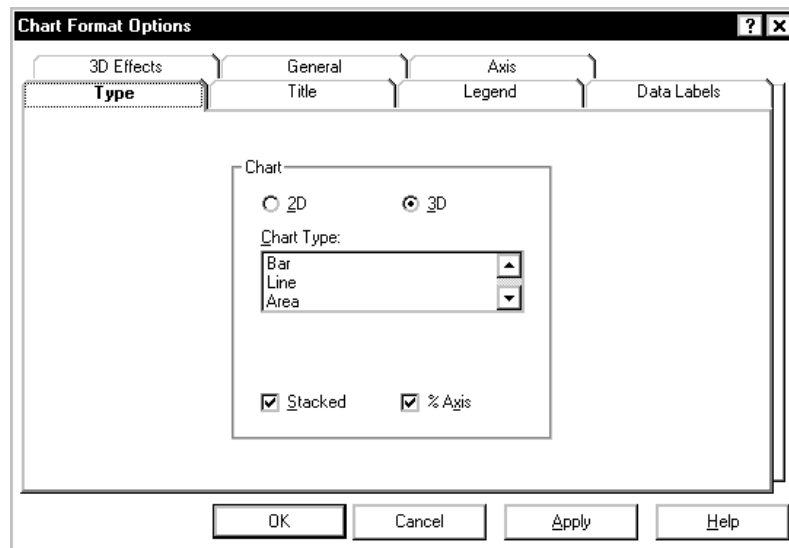 Chart Format Options
3D Effects General Axis
Type Title Legend Data Labels
Chart
2D 3D
Chart Type:
Bar
Line
Area
Stacked % Axis
OK Cancel Apply Help